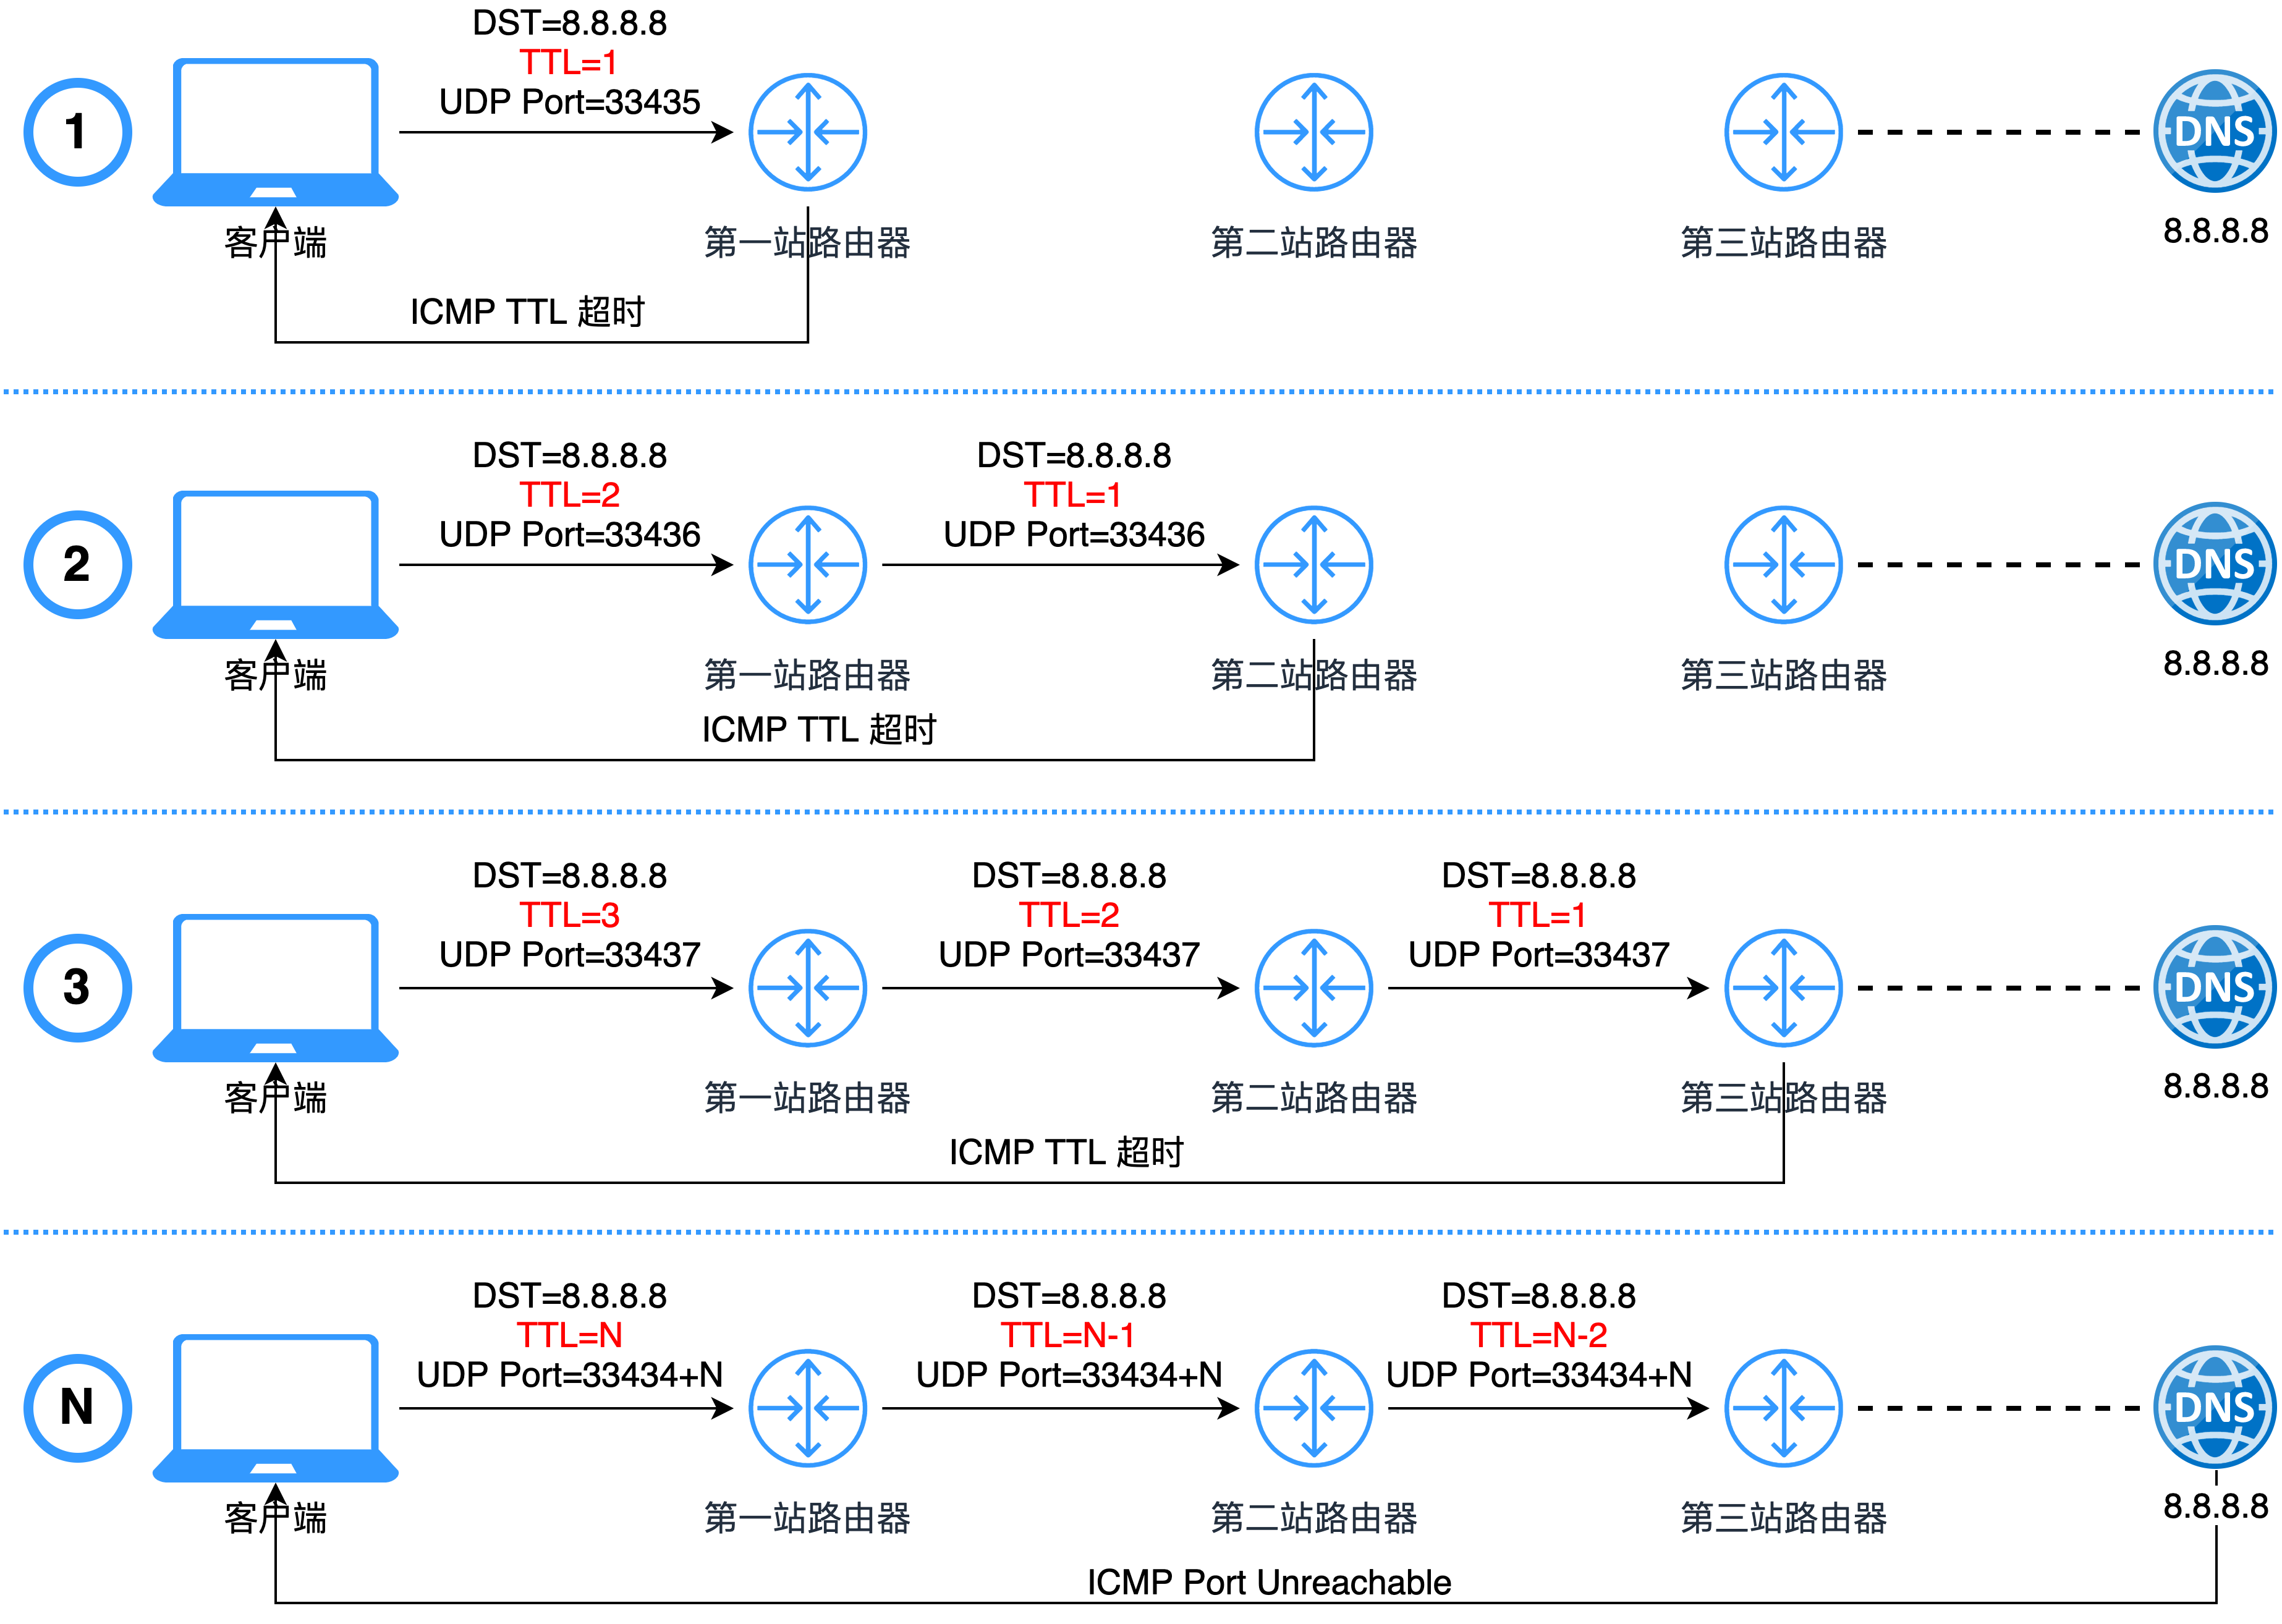 DST=8.8.8.8
TTL=1
UDP Port=33435
1
DNS
客户端
第一站路由器
第二站路由器
第三站路由器
8.8.8.8
ICMP TTL 超时
DST=8.8.8.8
TTL=2
UDP Port=33436
DST=8.8.8.8
TTL=1
UDP Port=33436
2
DNS
客户端
第一站路由器
第二站路由器
第三站路由器
8.8.8.8
ICMP TTL 超时
DST=8.8.8.8
TTL=3
UDP Port=33437
DST=8.8.8.8
TTL=2
UDP Port=33437
DST=8.8.8.8
TTL=1
UDP Port=33437
3
DNS
客户端
第一站路由器
第二站路由器
第三站路由器
8.8.8.8
ICMP TTL 超时
DST=8.8.8.8
TTL=N
UDP Port=33434+N
DST=8.8.8.8
TTL=N-1
UDP Port=33434+N
DST=8.8.8.8
TTL=N-2
UDP Port=33434+N
N
DNS
客户端
第一站路由器
第二站路由器
第三站路由器
8.8.8.8
ICMP Port Unreachable